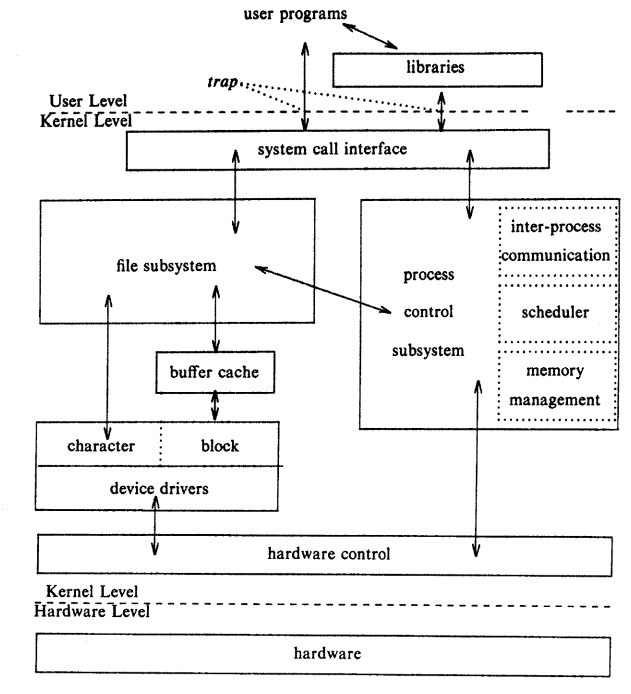 user programs
libraries
trap
User Level
Kernel Level
system call interface
inter-process
communication
file subsystem
process
control
subsystem
scheduler
buffer cache
memory
management
character
block
device drivers
hardware control
Kernel Level
Hardware Level
hardware